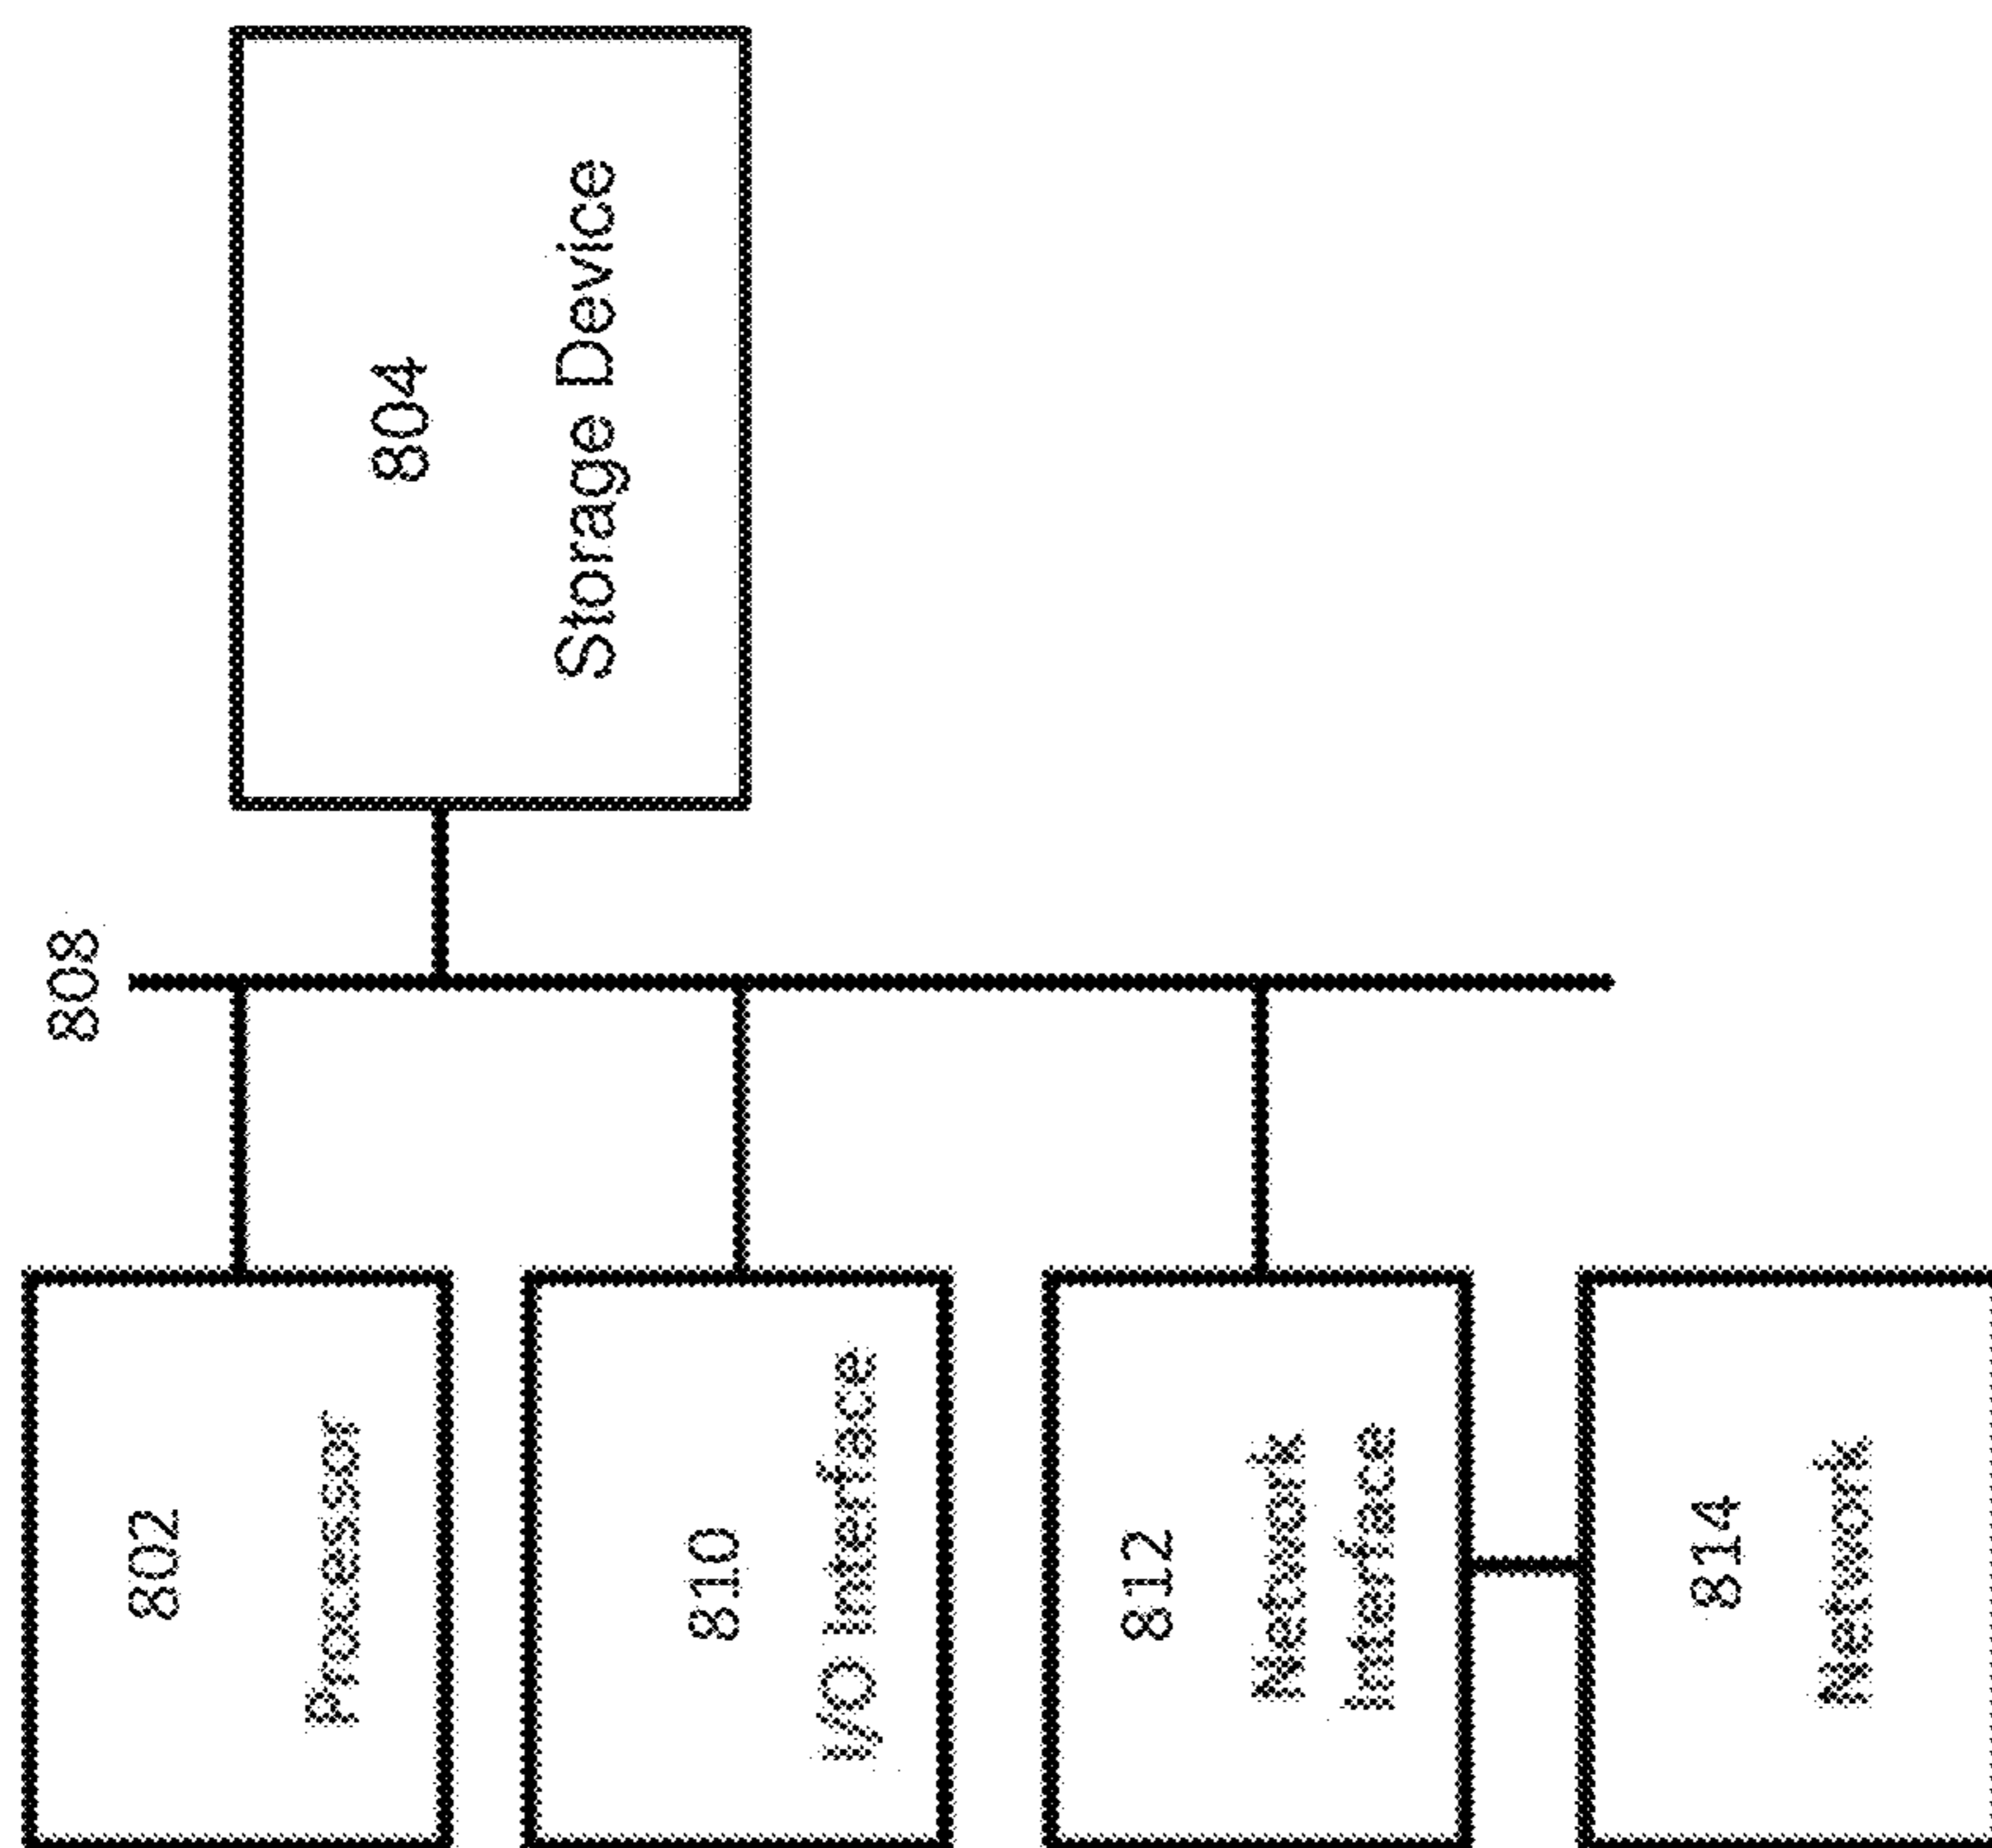 808
802
Processor
804
Storage Device
810
I/O Interface
812
Network
Interface
814
Network